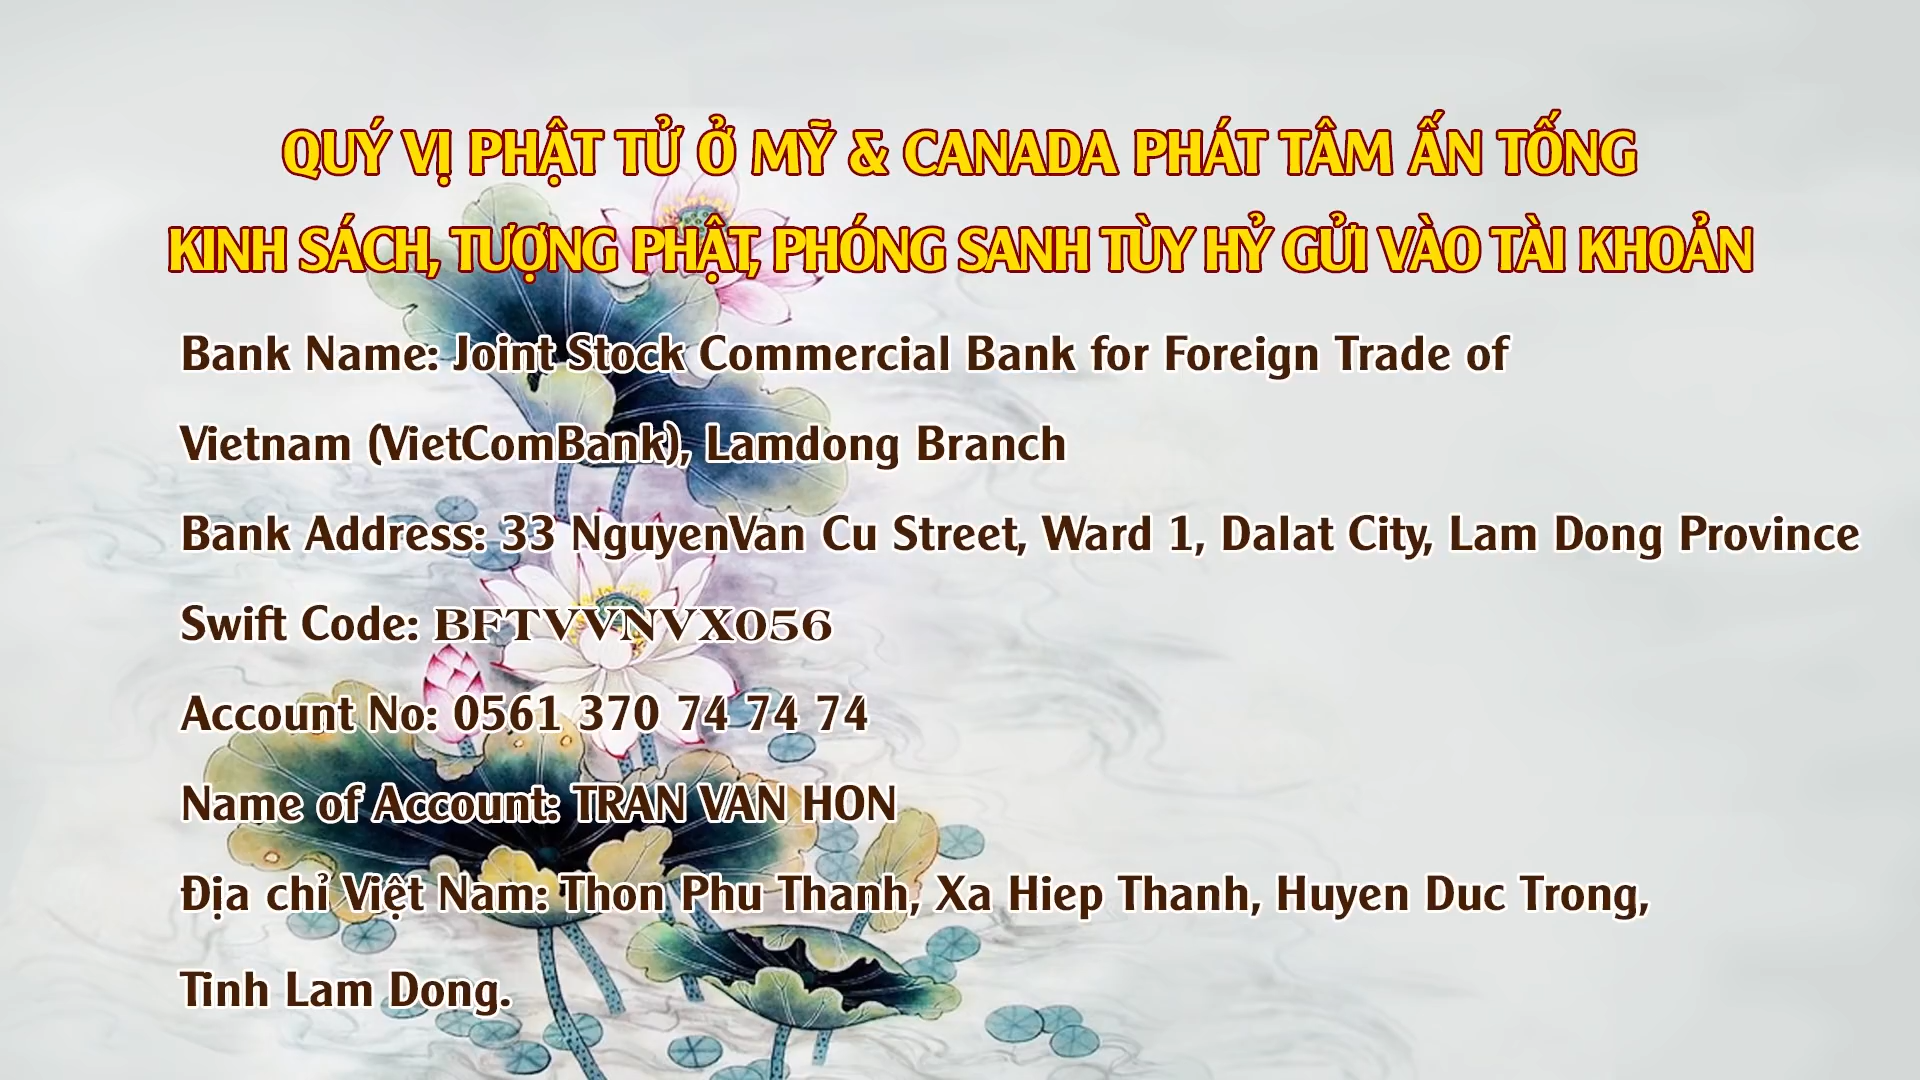 QUÝ VỊ PHẬT TỬ Ở MỸ & CANADA PHÁT TÂM ẤN TỐNG
KINH SÁCH, TƯỢNG PHẬT, PHÓNG SANH TÙY HỶ GỬI VÀO TÀI KHOẢN
Bank Name: Joint Stock Commercial Bank for Foreign Trade of
Vietnam (VietComBank), Lamdong Branch
Bank Address: 33 NguyenVan Cu Street, Ward 1, Dalat City, Lam Dong Province
Swift Code: BFTVVNVX056
Account No: 0561 370 74 74 74
Name of Account: TRAN VAN HON
Địa chỉ Việt Nam: Thon Phu Thanh, Xa Hiep Thanh, Huyen Duc Trong,
Tinh Lam Dong.